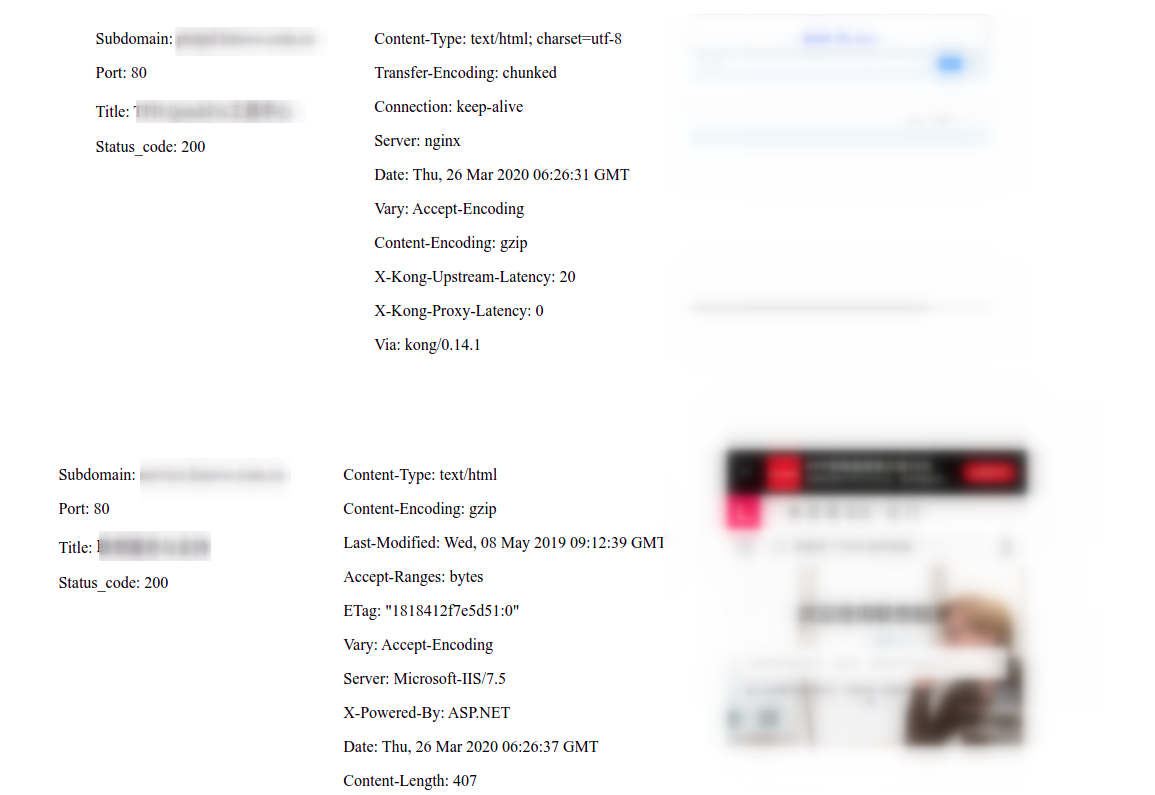 Subdomain:
Port: 80
Title:
Status_code: 200
Content-Type: text/html; charset=utf-8
Transfer-Encoding: chunked
Connection: keep-alive
Server: nginx
Date: Thu, 26 Mar 2020 06:26:31 GMT
Vary: Accept-Encoding
Content-Encoding: gzip
X-Kong-Upstream-Latency: 20
X-Kong-Proxy-Latency: 0
Via: kong/0.14.1
Subdomain:
Port: 80
Title:
Status_code: 200
Content-Type: text/html
Content-Encoding: gzip
Last-Modified: Wed, 08 May 2019 09:12:39 GMT
Accept-Ranges: bytes
ETag: "1818412f7e5d51:0"
Vary: Accept-Encoding
Server: Microsoft-IIS/7.5
X-Powered-By: ASP.NET
Date: Thu, 26 Mar 2020 06:26:37 GMT
Content-Length: 407